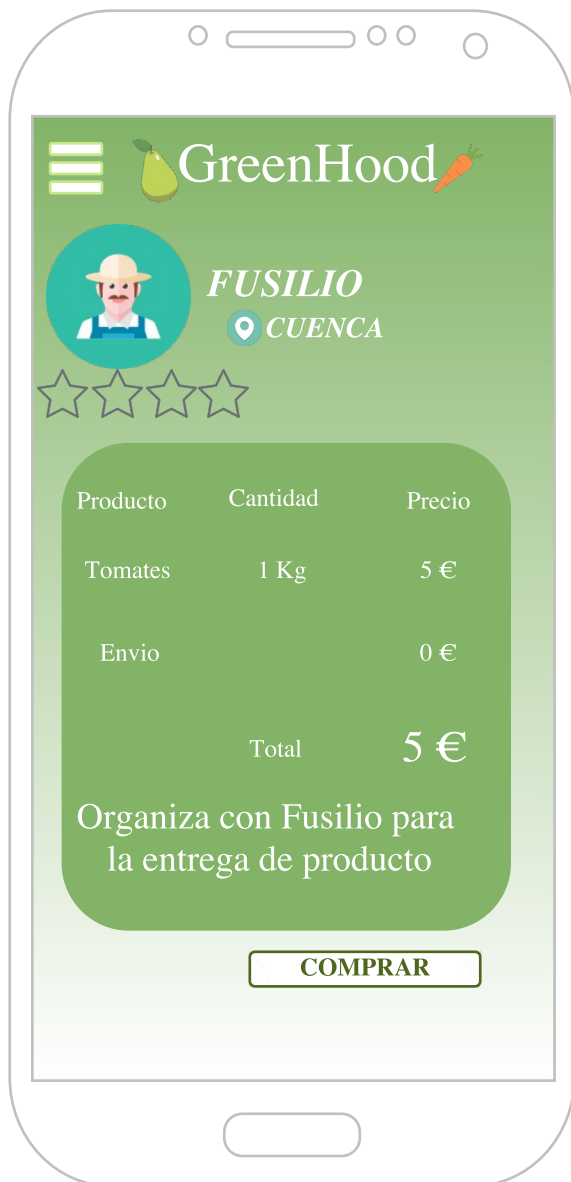 GreenHood
FUSILIO
CUENCA
Producto Cantidad Precio
Tomates 1 Kg 5 €
Envio 0 €
Total 5 €
Organiza con Fusilio para
la entrega de producto
COMPRAR